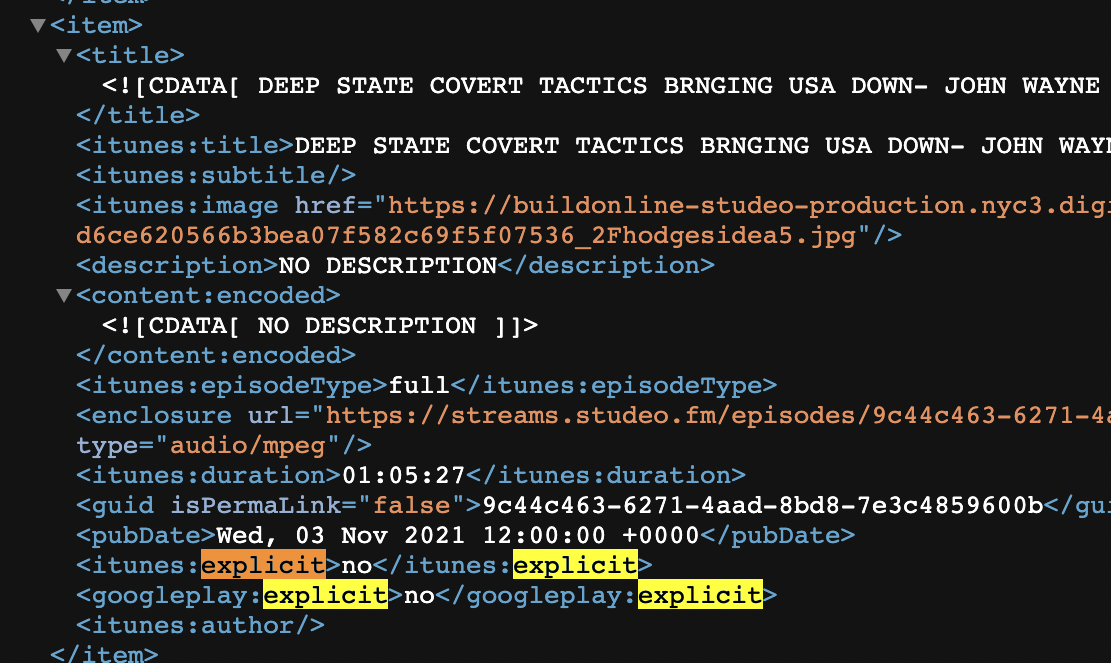 </item>
<item>
<title>
<![CDATA[ DEEP STATE COVERT TACTICS BRNGING USA DOWN- JOHN WAYNE
</title>
<itunes:title>DEEP STATE COVERT TACTICS BRNGING USA DOWN- JOHN WAYN
<itunes:subtitle/>
<itunes:image href="https://buildonline-studeo-production.nyc3.digi
d6ce620566b3bea07f582c69f5f07536_2Fhodgesidea5.jpg"/>
<description>NO DESCRIPTION</description>
<content:encoded>
<![CDATA[ NO DESCRIPTION ]]>
</content:encoded>
<itunes:episodeType>full</itunes:episodeType>
<enclosure url="https://streams.studeo.fm/episodes/9c44c463-6271-4a
type="audio/mpeg"/>
<itunes:duration>01:05:27</itunes:duration>
<guid isPermaLink="false">9c44c463-6271-4aad-8bd8-7e3c4859600b</gui
<pubDate>Wed, 03 Nov 2021 12:00:00 +0000</pubDate>
<itunes:explicit>no</itunes:explicit>
<googleplay:explicit>no</googleplay:explicit>
<itunes:author/>
</item>